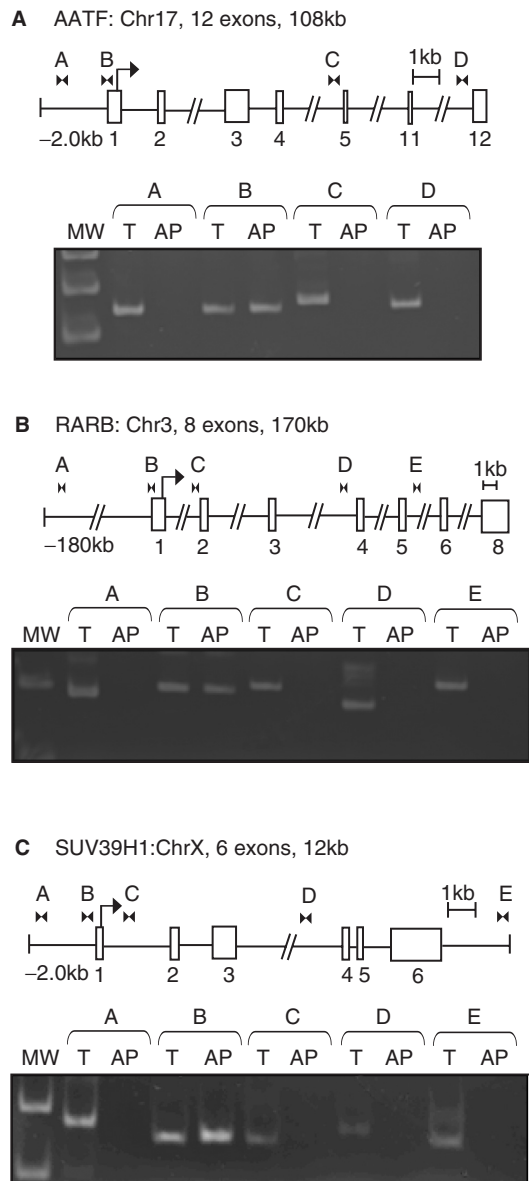 A AATF: Chr17, 12 exons, 108kb
A B C 1kb D
−2.0kb 1 2 3 4 5 11 12
A B C D
MW T AP T AP T AP T AP
B RARB: Chr3, 8 exons, 170kb
A B C D E 1kb
−180kb 1 2 3 4 5 6 8
A B C D E
MW T AP T AP T AP T AP T AP
C SUV39H1:ChrX, 6 exons, 12kb
A B C D 1kb E
−2.0kb 1 2 3 4 5 6
A B C D E
MW T AP T AP T AP T AP T AP